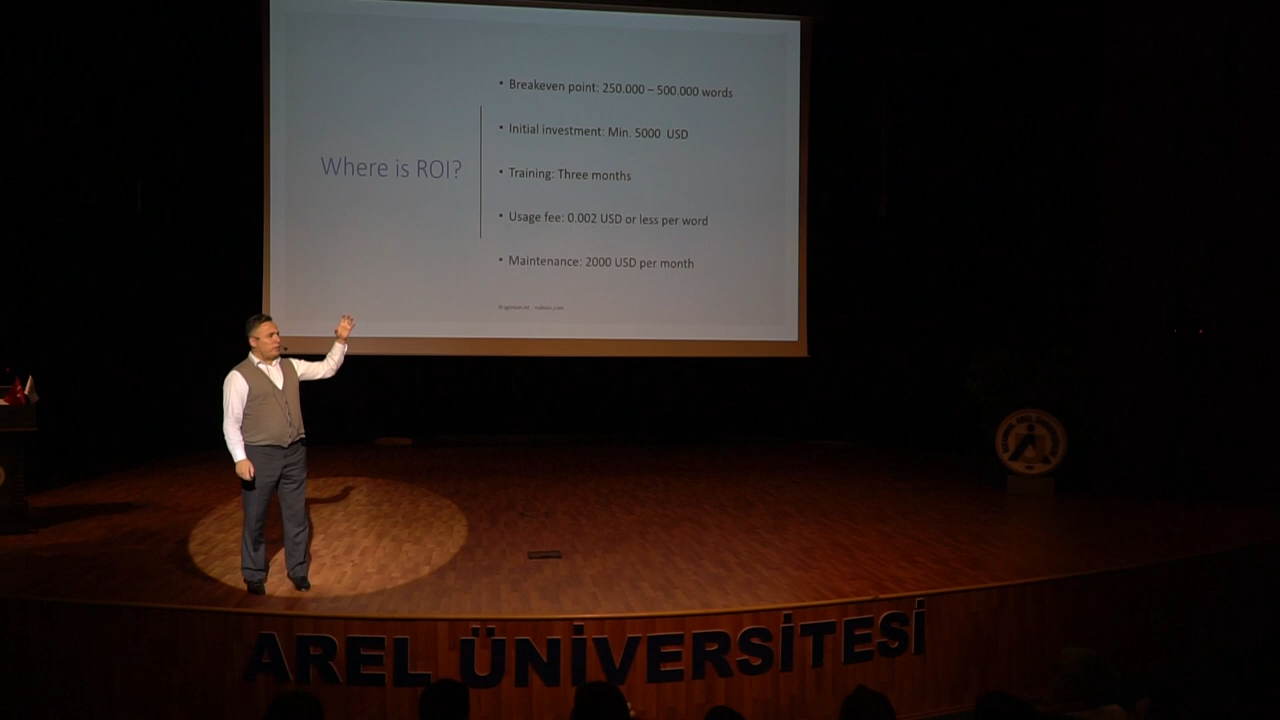 Where is ROI?
• Breakeven point: 250.000 – 500.000 words
• Initial investment: Min. 5000 USD
• Training: Three months
• Usage fee: 0.002 USD or less per word
• Maintenance: 2000 USD per month
AREL ÜNİVERSİTESİ